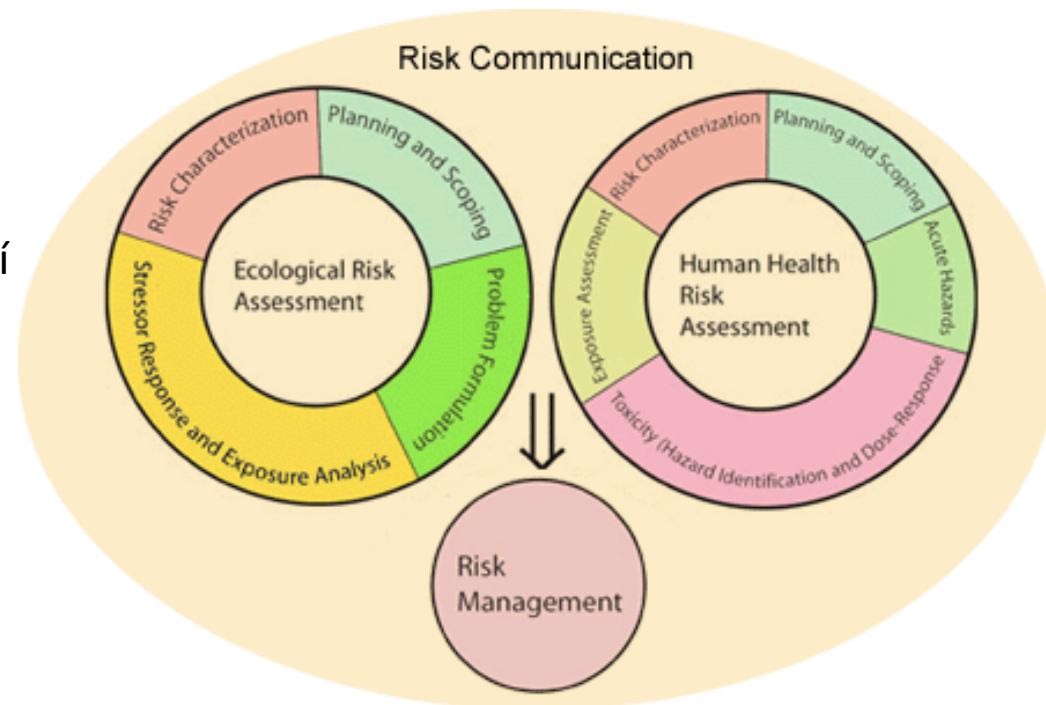 Risk Communication
Risk Characterization
Planning and Scoping
Problem Formulation
Stressor Response and Exposure Analysis
Ecological Risk
Assessment
Risk Characterization
Planning and Scoping
Acute Hazards
Toxicity (Hazard Identification and Dose-Response
Exposure Assessment
Human Health
Risk
Assessment
í
Risk
Management